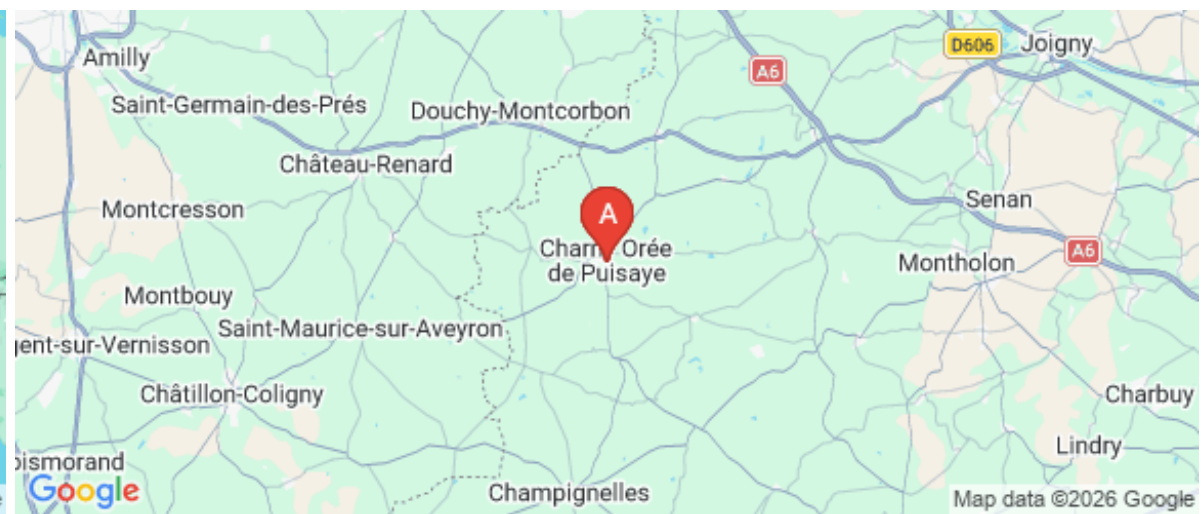 Amilly
D606
Joigny
A6
Saint-Germain-des-Prés
Douchy-Montcorbon
Château-Renard
Montcresson
Senan
A
Orée
de Puisaye
A6
Montholon
Montbouy
Saint-Maurice-sur-Aveyron
gent-sur-Vernisson
Châtillon-Coligny
Charbuy
Lindry
oismorand
Google
Champignelles
Map data ©2026 Google